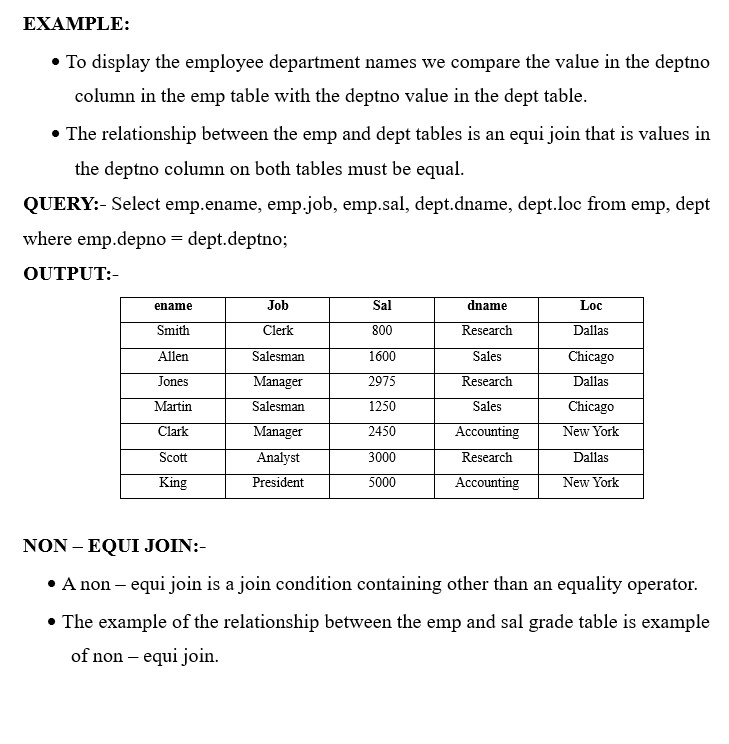 EXAMPLE:
• To display the employee department names we compare the value in the deptno
column in the emp table with the deptno value in the dept table.
• The relationship between the emp and dept tables is an equi join that is values in
the deptno column on both tables must be equal.
QUERY:- Select emp.ename, emp.job, emp.sal, dept.dname, dept.loc from emp, dept
where emp.depno = dept.deptno;
OUTPUT:-
ename Job Sal dname Loc
Smith Clerk 800 Research Dallas
Allen Salesman 1600 Sales Chicago
Jones Manager 2975 Research Dallas
Martin Salesman 1250 Sales Chicago
Clark Manager 2450 Accounting New York
Scott Analyst 3000 Research Dallas
King President 5000 Accounting New York
NON – EQUI JOIN:-
• A non – equi join is a join condition containing other than an equality operator.
• The example of the relationship between the emp and sal grade table is example
of non – equi join.